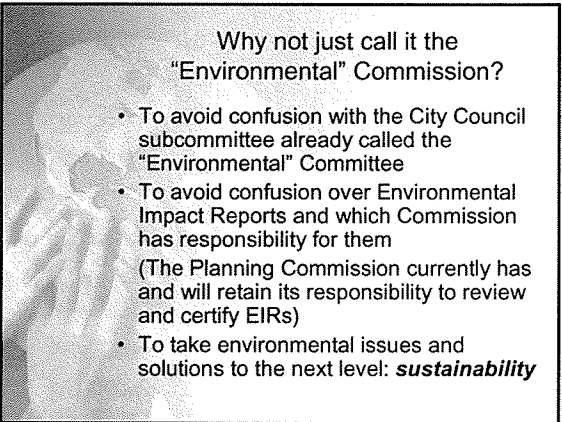 Why not just call it the
“Environmental” Commission?
• To avoid confusion with the City Council
subcommittee already called the
“Environmental” Committee
• To avoid confusion over Environmental
Impact Reports and which Commission
has responsibility for them
(The Planning Commission currently has
and will retain its responsibility to review
and certify EIRs)
• To take environmental issues and
solutions to the next level: sustainability